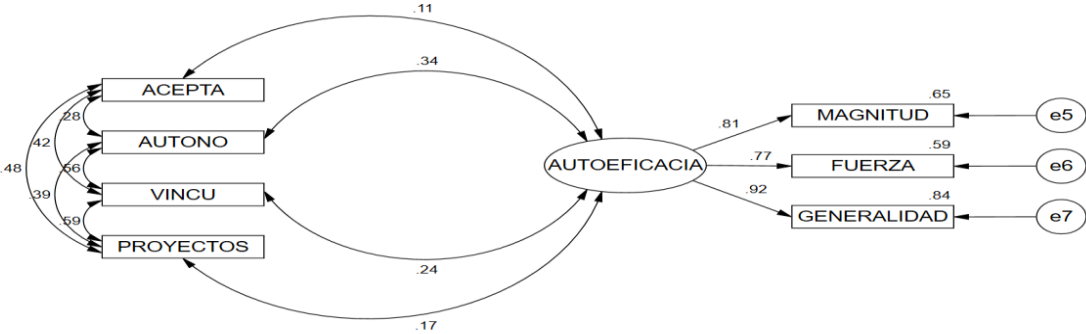 .11
.34
ACEPTA
.28
AUTONO
.42
.56
.48
.39
VINCU
.59
PROYECTOS
.24
.17
AUTOEFICACIA
.81
.77
.92
.65
MAGNITUD
e5
.59
FUERZA
e6
.84
GENERALIDAD
e7